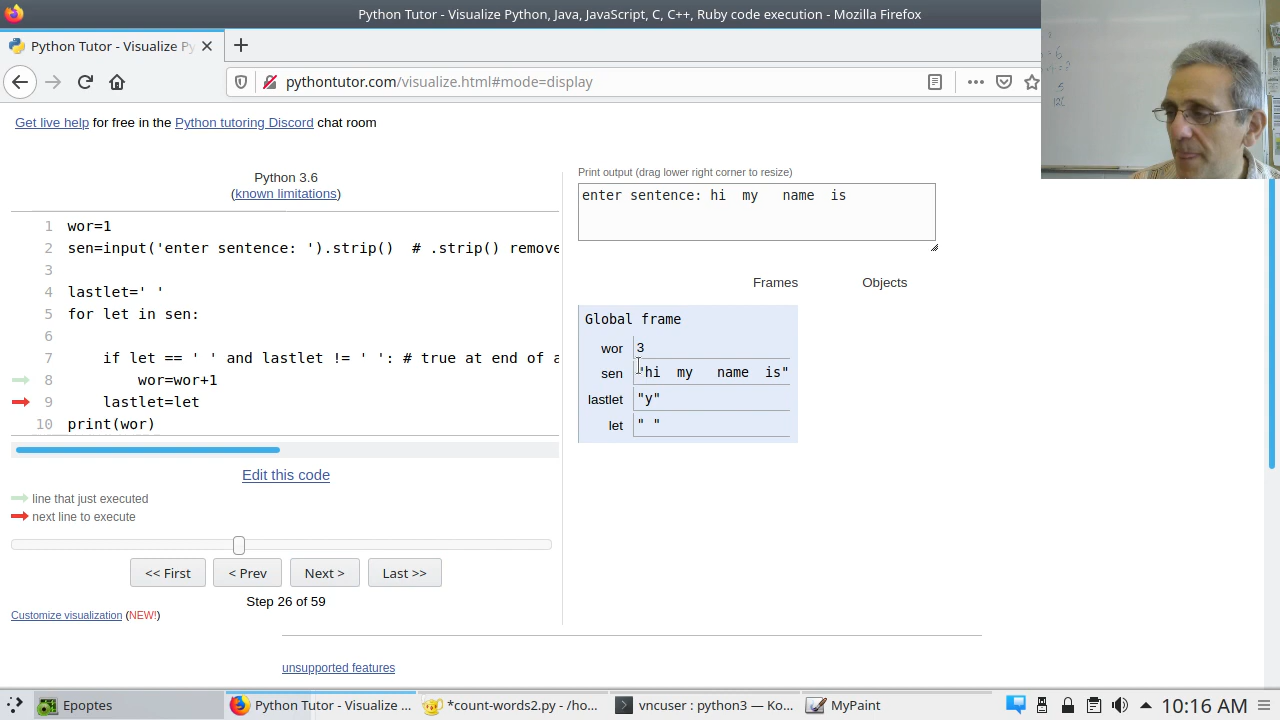 Python Tutor - Visualize Python, Java, JavaScript, C, C++, Ruby code execution - Mozilla Firefox
Python Tutor - Visualize Py
pythontutor.com/visualize.html#mode=display
Get live help for free in the Python tutoring Discord chat room
Python 3.6
(known limitations)
1 wor=1
2 sen=input('enter sentence: ').strip()  # .strip() remove
3
4 lastlet=' '
5 for let in sen:
6
7     if let == ' ' and lastlet != ' ': # true at end of a
8         wor=wor+1
9     lastlet=let
10 print(wor)
Edit this code
line that just executed
next line to execute
<< First < Prev Next > Last >>
Step 26 of 59
Customize visualization (NEW!)
unsupported features
Print output (drag lower right corner to resize)
enter sentence: hi  my   name  is
Frames Objects
Global frame
wor 3
sen "hi  my   name  is"
lastlet "y"
let " "
Epoptes Python Tutor - Visualize ... *count-words2.py — no... vncuser : python3 — Ko... MyPaint 10:16 AM